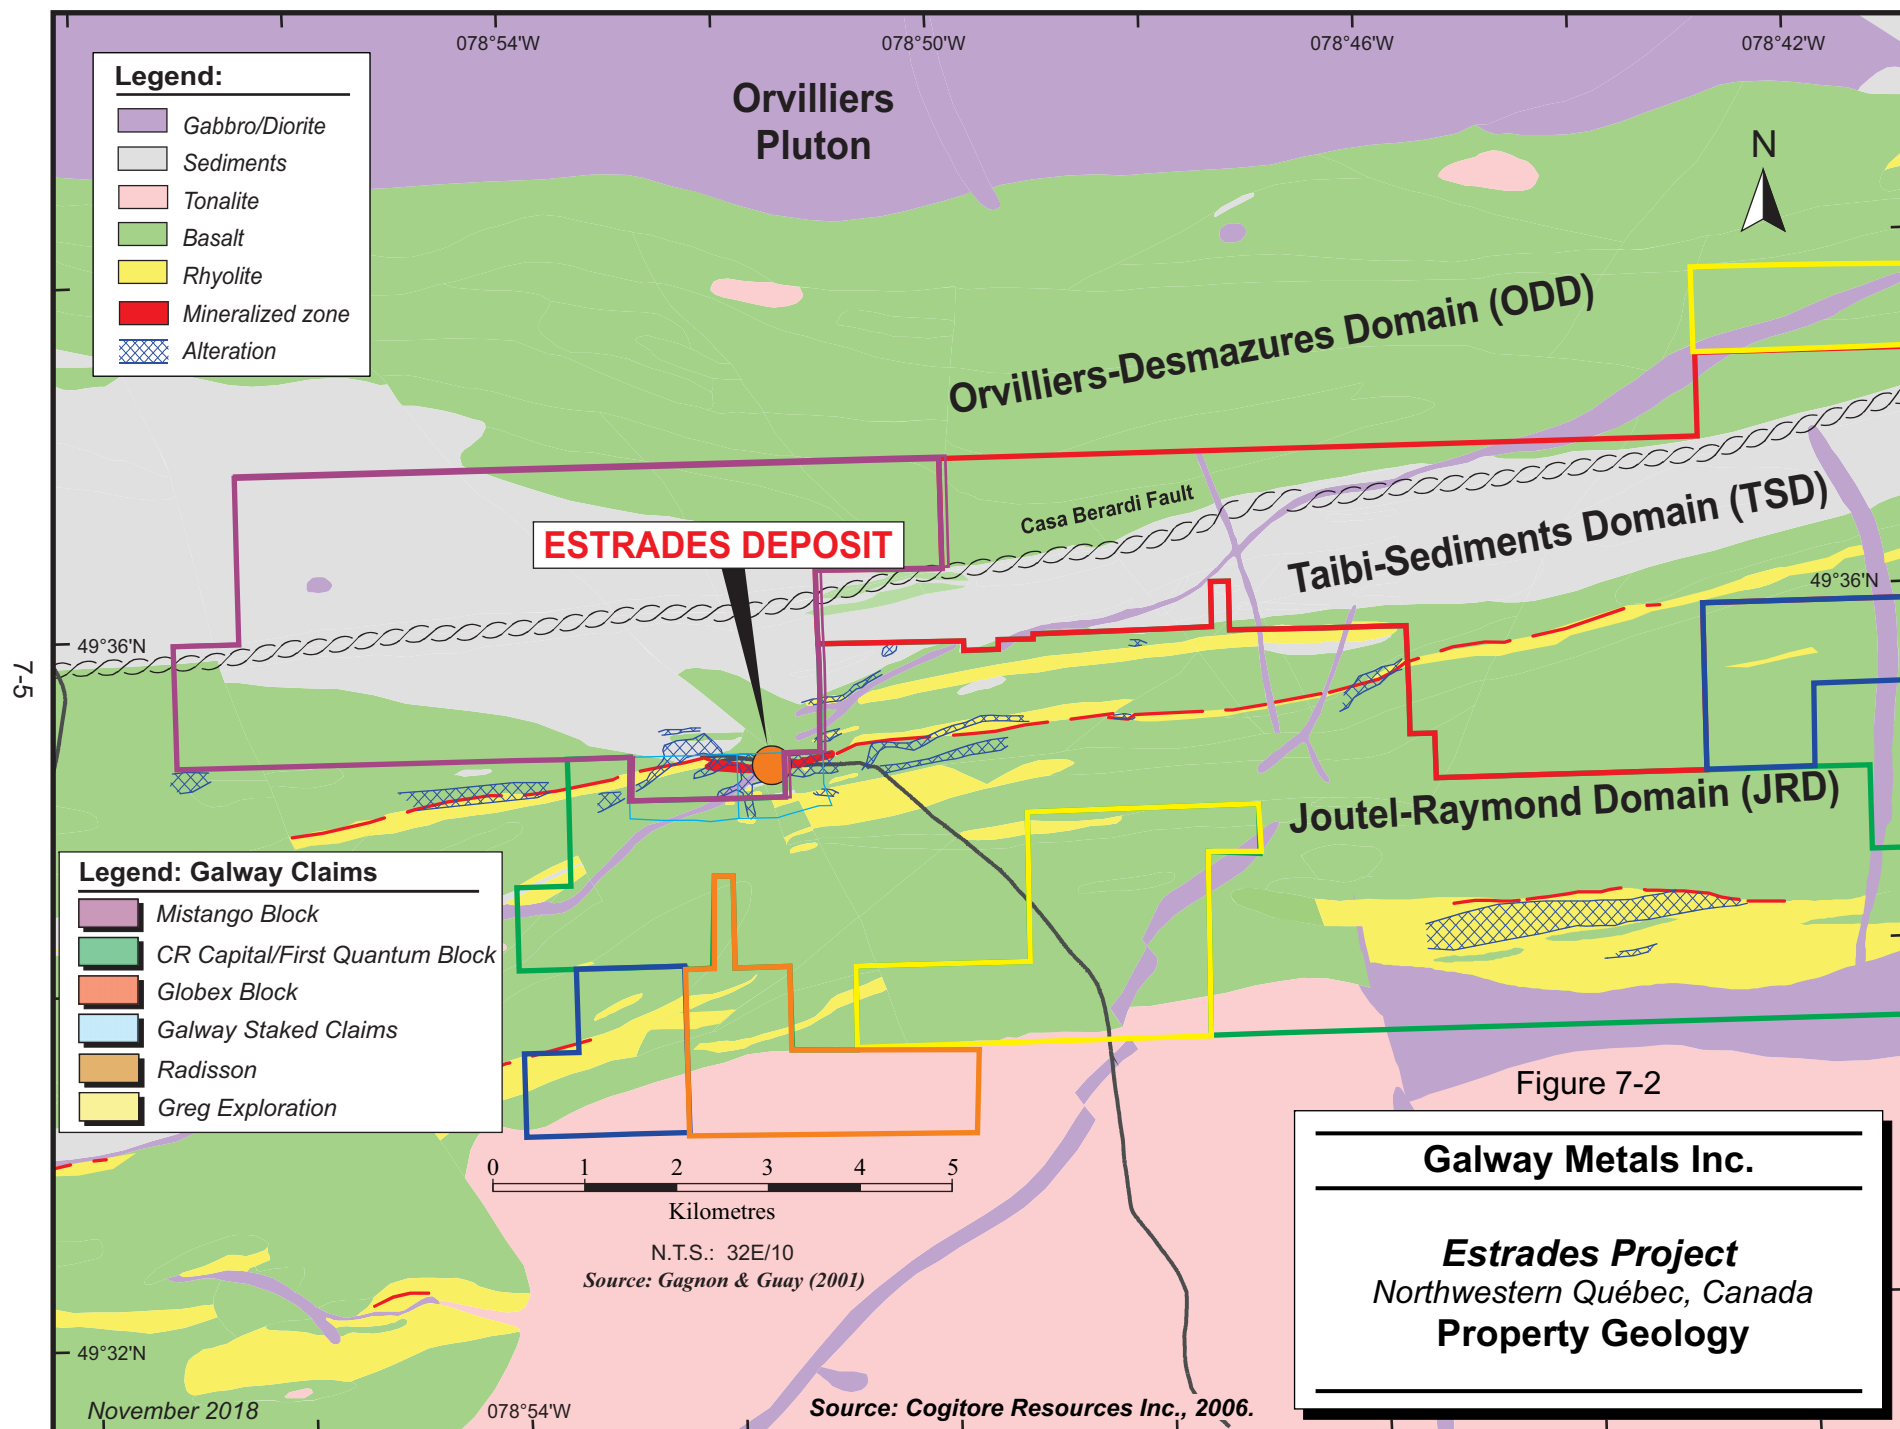 078°54'W
078°50'W
078°46'W
078°42'W
Legend:
Gabbro/Diorite
Sediments
Tonalite
Basalt
Rhyolite
Mineralized zone
Alteration
Orvilliers
Pluton
N
Orvilliers-Desmazures Domain (ODD)
Casa Berardi Fault
Taibi-Sediments Domain (TSD)
ESTRADES DEPOSIT
49°36'N
49°36'N
7-5
Joutel-Raymond Domain (JRD)
Legend: Galway Claims
Mistango Block
CR Capital/First Quantum Block
Globex Block
Galway Staked Claims
Radisson
Greg Exploration
0 1 2 3 4 5
Kilometres
N.T.S.: 32E/10
Source: Gagnon & Guay (2001)
Figure 7-2
Galway Metals Inc.
Estrades Project
Northwestern Québec, Canada
Property Geology
49°32'N
November 2018
078°54'W
Source: Cogitore Resources Inc., 2006.